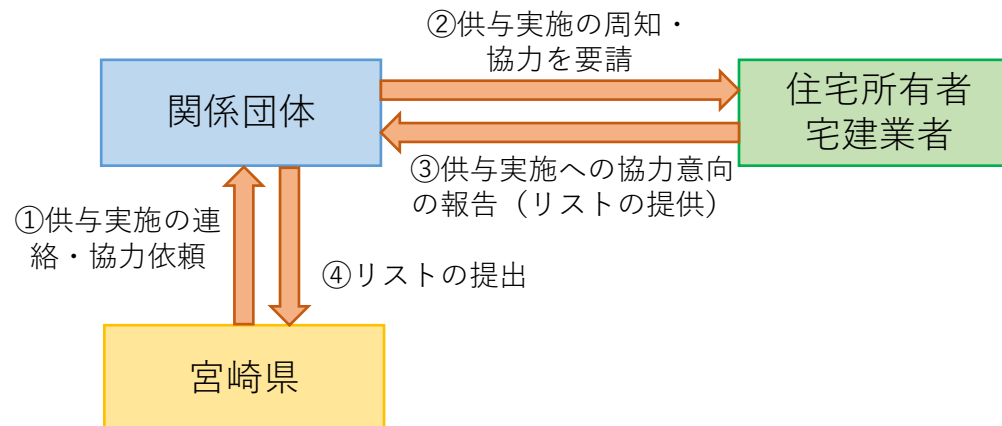 ②供与実施の周知・
協力を要請
関係団体
住宅所有者
宅建業者
③供与実施への協力意向
の報告（リストの提供）
①供与実施の連
絡・協力依頼
④リストの提出
宮崎県